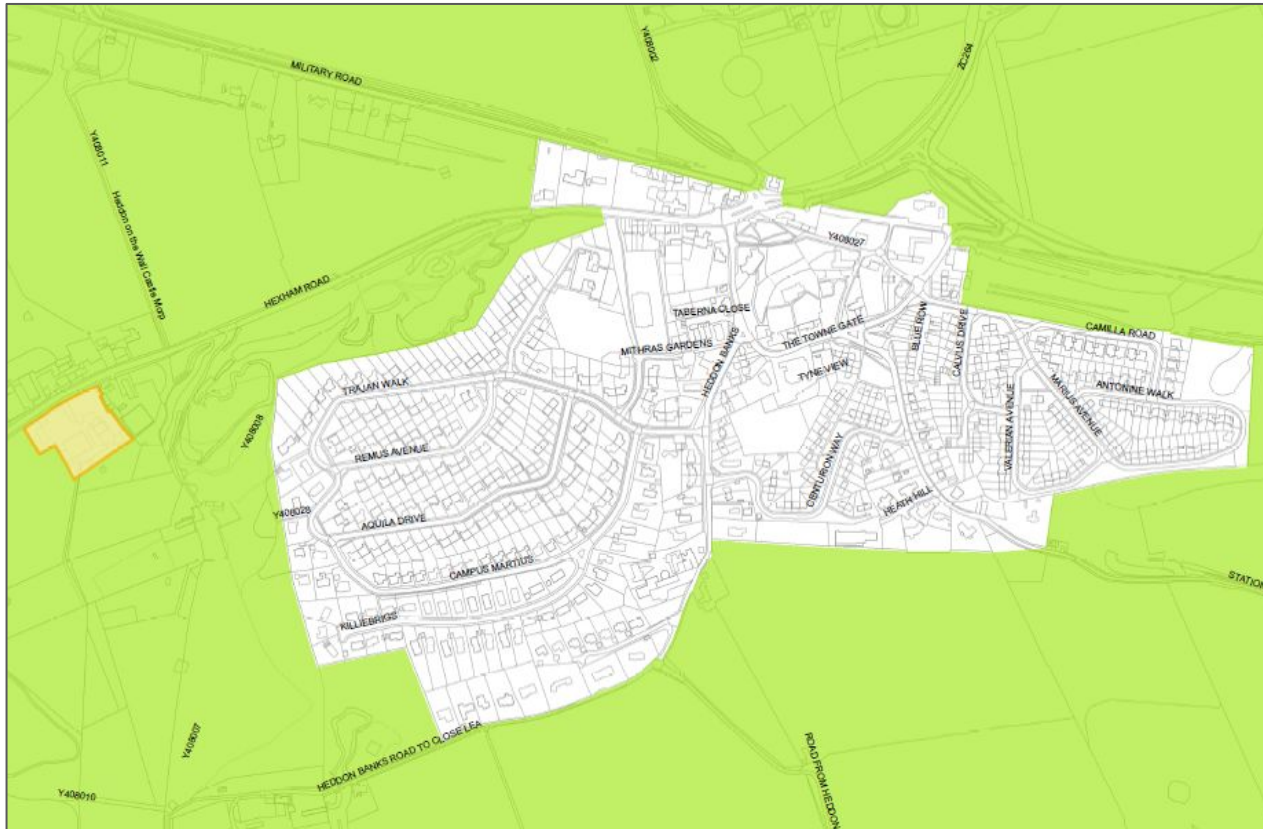 MILITARY ROAD
Y408002
ZC264
Y408011
Heddon on the Wall Castle Morp
HEXHAM ROAD
Y408027
TABERNA CLOSE
MITHRAS GARDENS
HEDDON BANKS
THE TOWNE GATE
TYNE VIEW
BLUE ROW
CALVUS DRIVE
CAMILLA ROAD
TRAJAN WALK
ANTONINE WALK
MARIUS AVENUE
VALERIAN AVENUE
Y408008
REMUS AVENUE
CENTURION WAY
HEATH HILL
Y408028
AQUILA DRIVE
CAMPUS MARTIUS
KILLIEBRIGS
STATION
Y408007
HEDDON BANKS ROAD TO CLOSE LEA
ROAD FROM HEDDON
Y408010